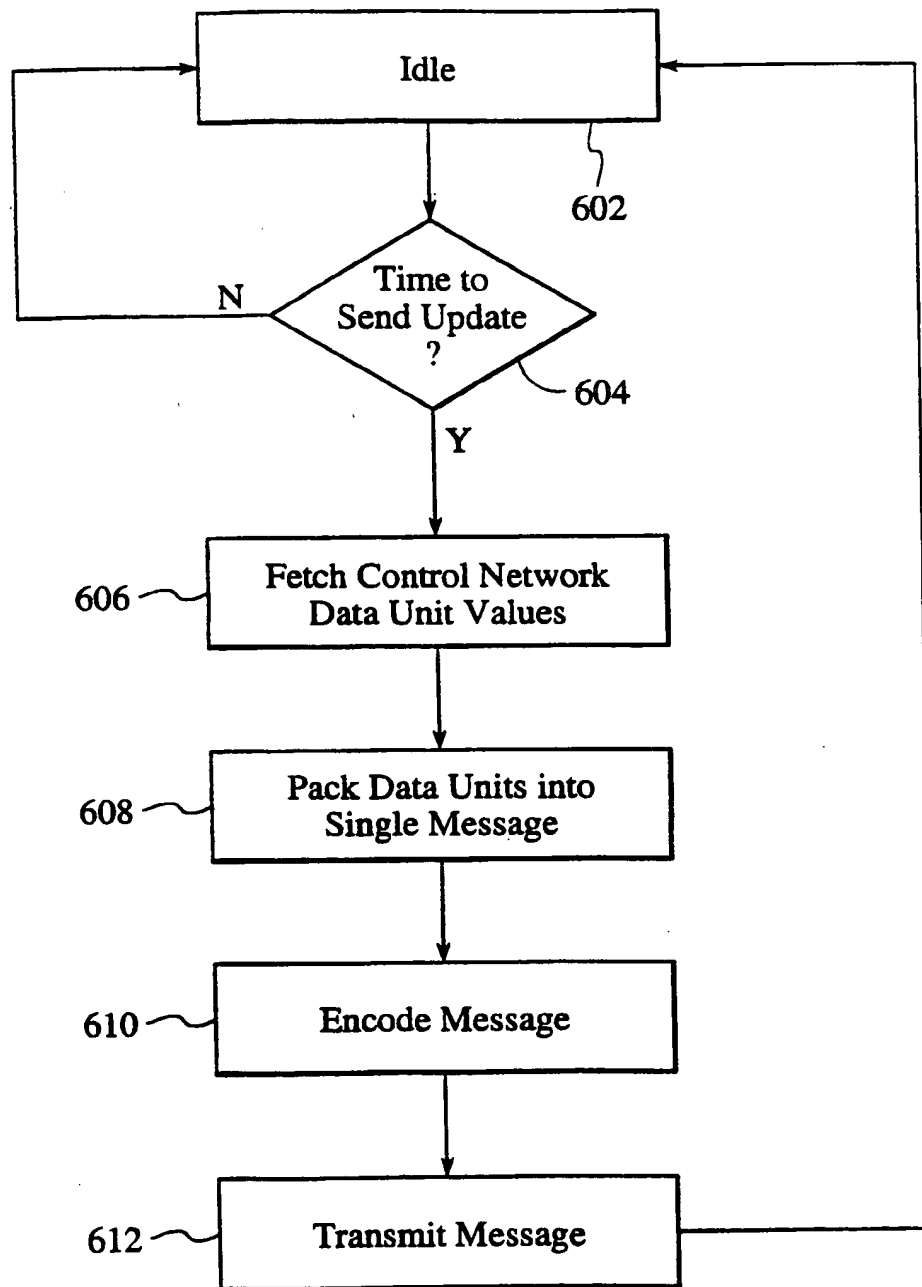 Idle
602
Time to
Send Update
?
N
604
Y
Fetch Control Network
Data Unit Values
606
Pack Data Units into
Single Message
608
Encode Message
610
Transmit Message
612